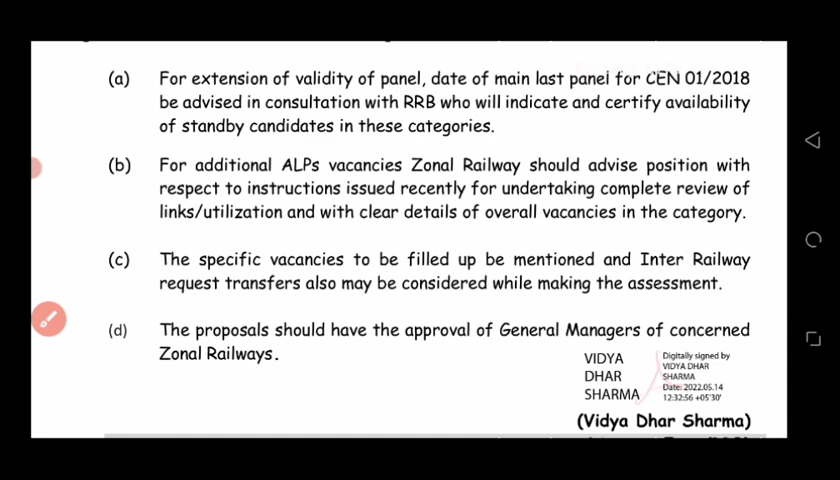 (a) For extension of validity of panel, date of main last panel for CEN 01/2018
be advised in consultation with RRB who will indicate and certify availability
of standby candidates in these categories.
(b) For additional ALPs vacancies Zonal Railway should advise position with
respect to instructions issued recently for undertaking complete review of
links/utilization and with clear details of overall vacancies in the category.
(c) The specific vacancies to be filled up be mentioned and Inter Railway
request transfers also may be considered while making the assessment.
(d) The proposals should have the approval of General Managers of concerned
Zonal Railways.
VIDYA
DHAR
SHARMA
Digitally signed by
VIDYA DHAR
SHARMA
Date: 2022.05.14
12:32:56 +05'30'
(Vidya Dhar Sharma)